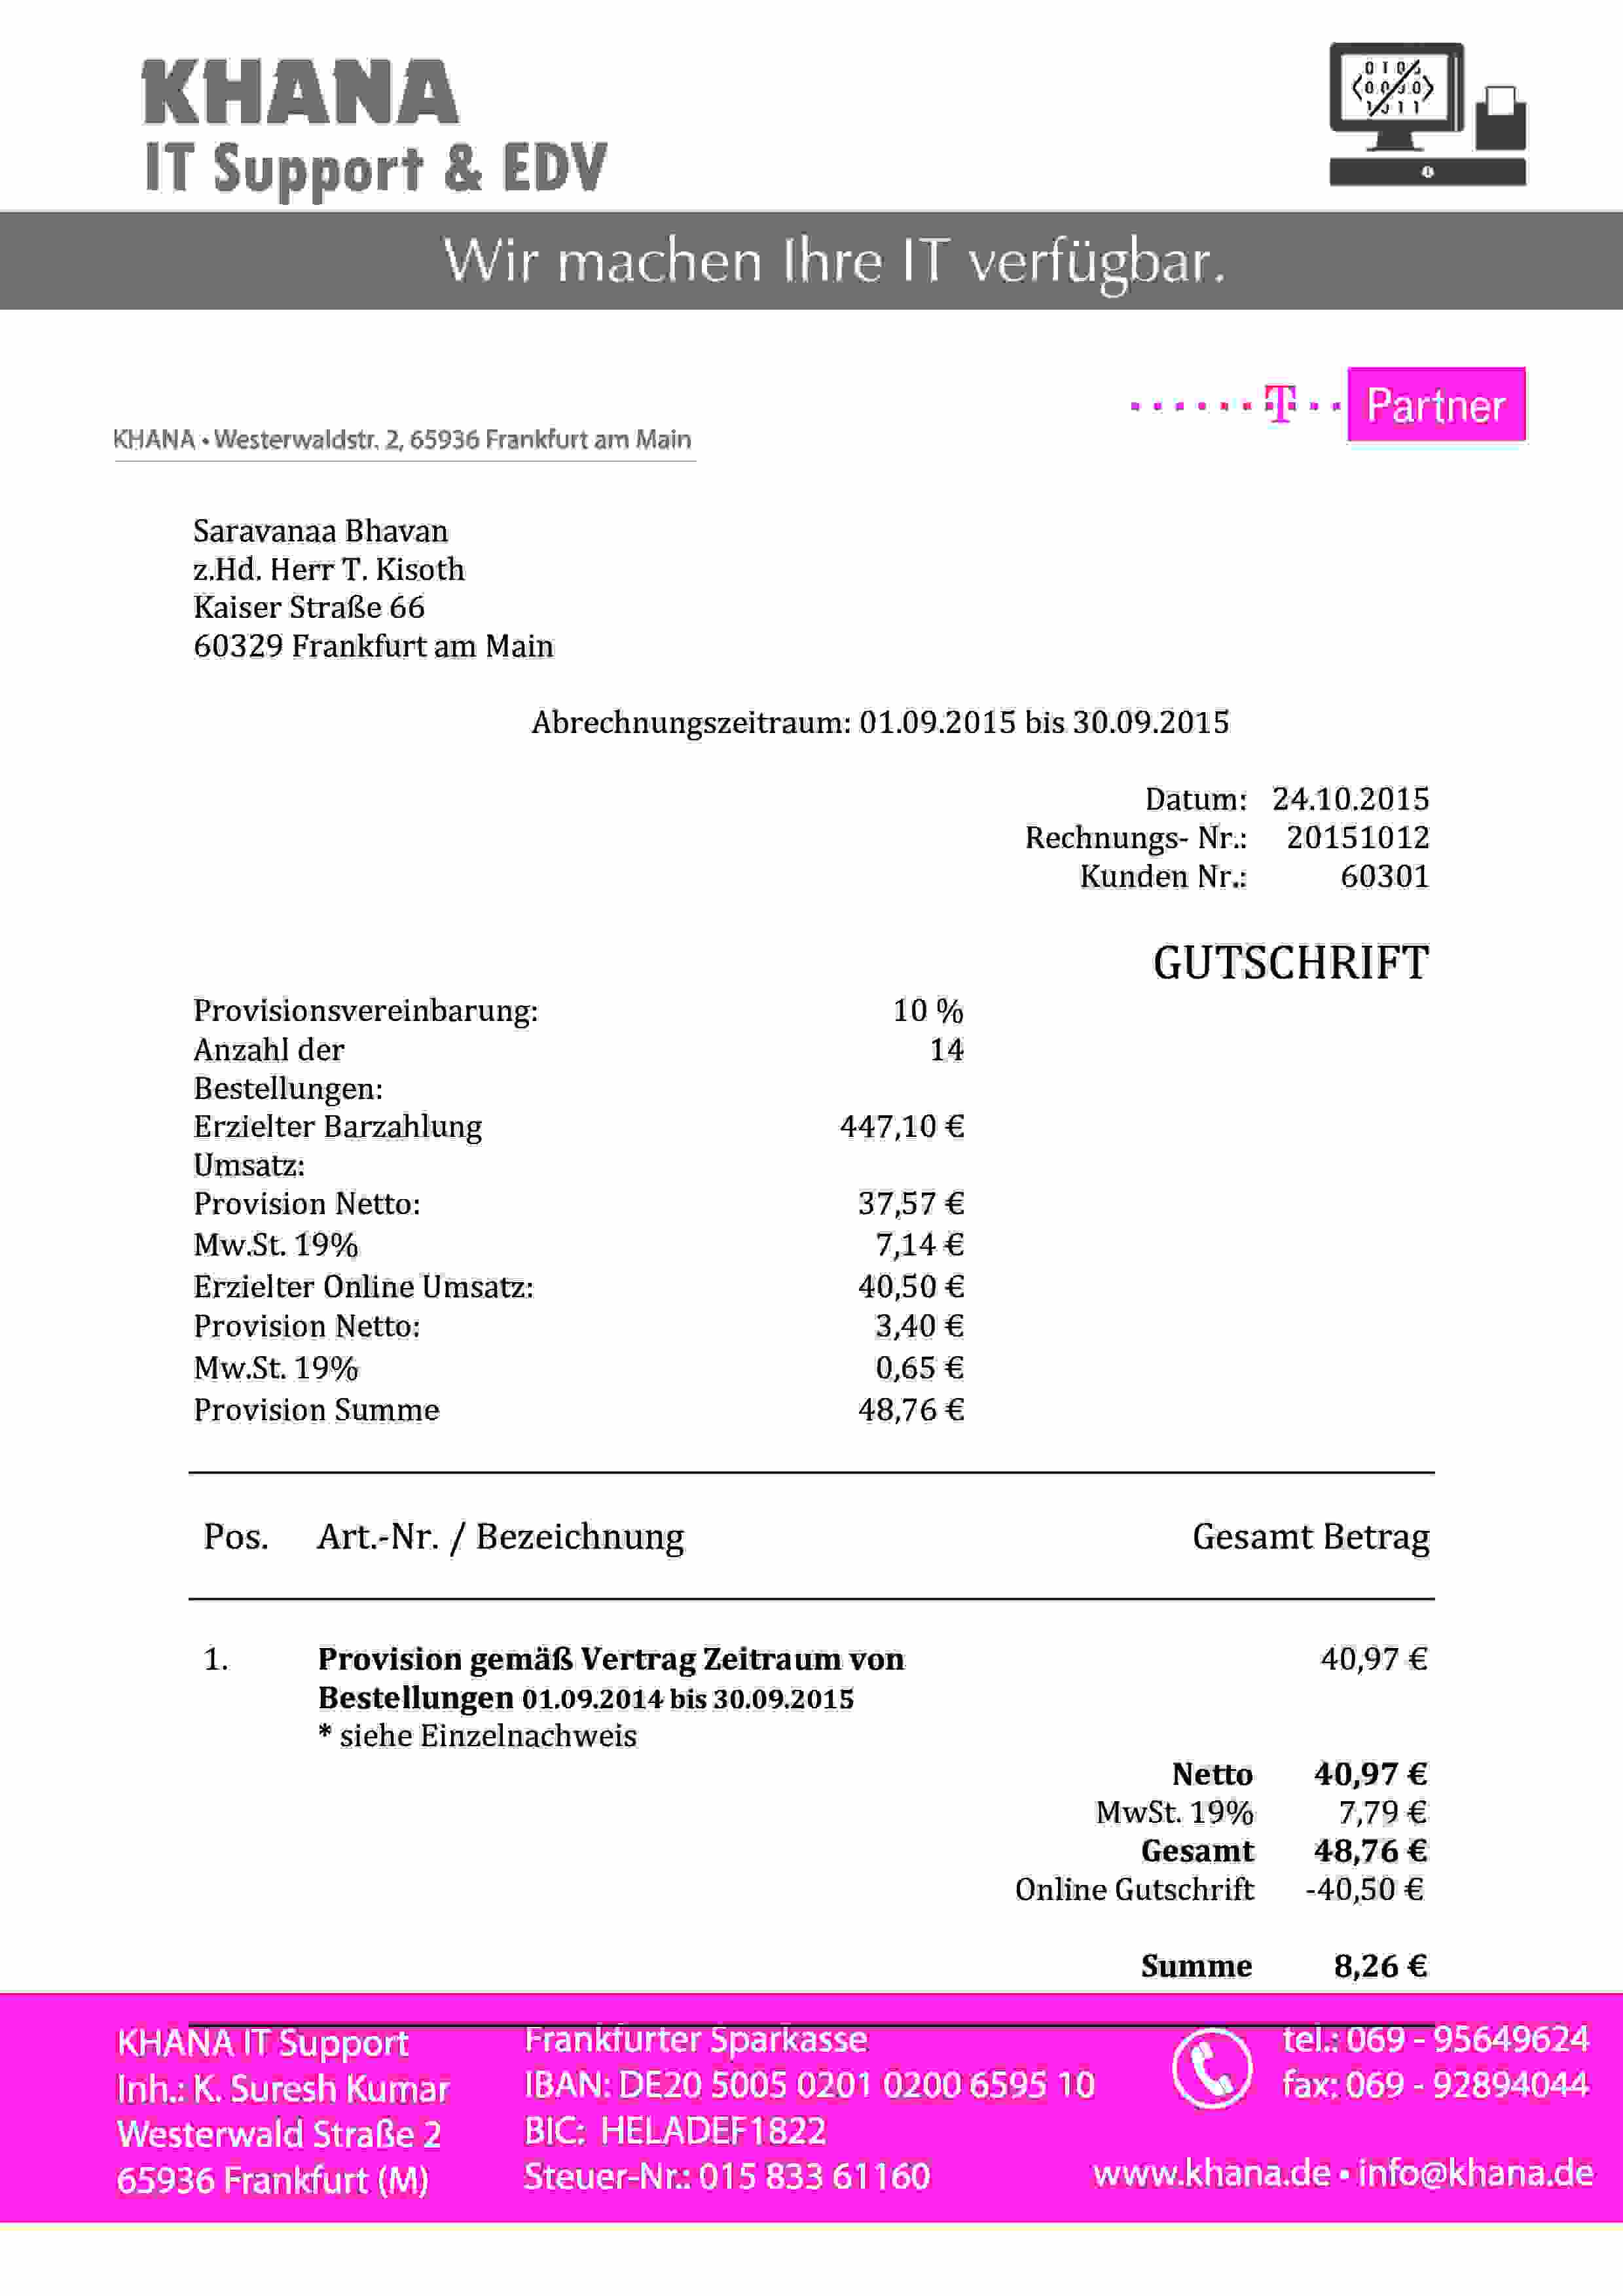 KHANA
IT Support & EDV
Wir machen Ihre IT verfügbar.
T Partner
KHANA • Westerwaldstr. 2, 65936 Frankfurt am Main
Saravanaa Bhavan
z.Hd. Herr T. Kisoth
Kaiser Straße 66
60329 Frankfurt am Main
Abrechnungszeitraum: 01.09.2015 bis 30.09.2015
Datum: 24.10.2015
Rechnungs- Nr.: 20151012
Kunden Nr.: 60301
GUTSCHRIFT
Provisionsvereinbarung: 10 %
Anzahl der 14
Bestellungen:
Erzielter Barzahlung 447,10 €
Umsatz:
Provision Netto: 37,57 €
Mw.St. 19% 7,14 €
Erzielter Online Umsatz: 40,50 €
Provision Netto: 3,40 €
Mw.St. 19% 0,65 €
Provision Summe 48,76 €
Pos. Art.-Nr. / Bezeichnung Gesamt Betrag
1. Provision gemäß Vertrag Zeitraum von 40,97 €
Bestellungen 01.09.2014 bis 30.09.2015
* siehe Einzelnachweis
Netto 40,97 €
MwSt. 19% 7,79 €
Gesamt 48,76 €
Online Gutschrift -40,50 €
Summe 8,26 €
KHANA IT Support Frankfurter Sparkasse tel.: 069 - 95649624
Inh.: K. Suresh Kumar IBAN: DE20 5005 0201 0200 6595 10 fax: 069 - 92894044
Westerwald Straße 2 BIC: HELADEF1822
65936 Frankfurt (M) Steuer-Nr.: 015 833 61160 www.khana.de • info@khana.de